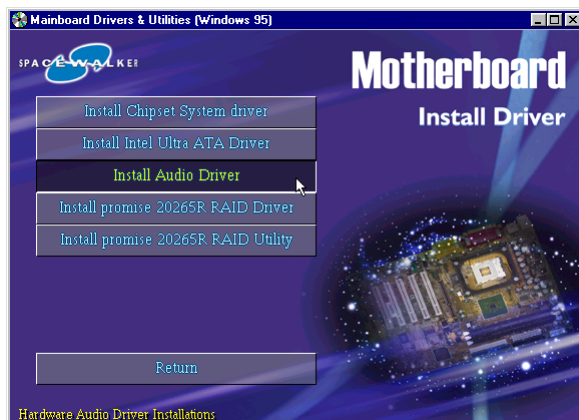 Mainboard Drivers & Utilities (Windows 95)
SPACEWALKER
Motherboard
Install Driver
Install Chipset System driver
Install Intel Ultra ATA Driver
Install Audio Driver
Install promise 20265R RAID Driver
Install promise 20265R RAID Utility
Return
Hardware Audio Driver Installations